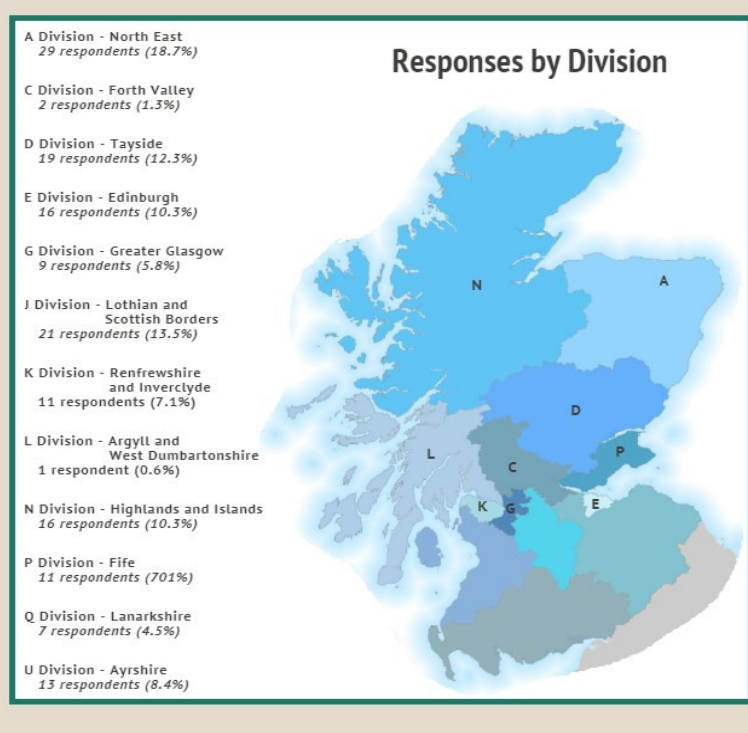 A Division - North East
29 respondents (18.7%)
C Division - Forth Valley
2 respondents (1.3%)
D Division - Tayside
19 respondents (12.3%)
E Division - Edinburgh
16 respondents (10.3%)
G Division - Greater Glasgow
9 respondents (5.8%)
J Division - Lothian and
Scottish Borders
21 respondents (13.5%)
K Division - Renfrewshire
and Inverclyde
11 respondents (7.1%)
L Division - Argyll and
West Dumbartonshire
1 respondent (0.6%)
N Division - Highlands and Islands
16 respondents (10.3%)
P Division - Fife
11 respondents (701%)
Q Division - Lanarkshire
7 respondents (4.5%)
U Division - Ayrshire
13 respondents (8.4%)
Responses by Division
N
A
D
P
L
C
K
G
E